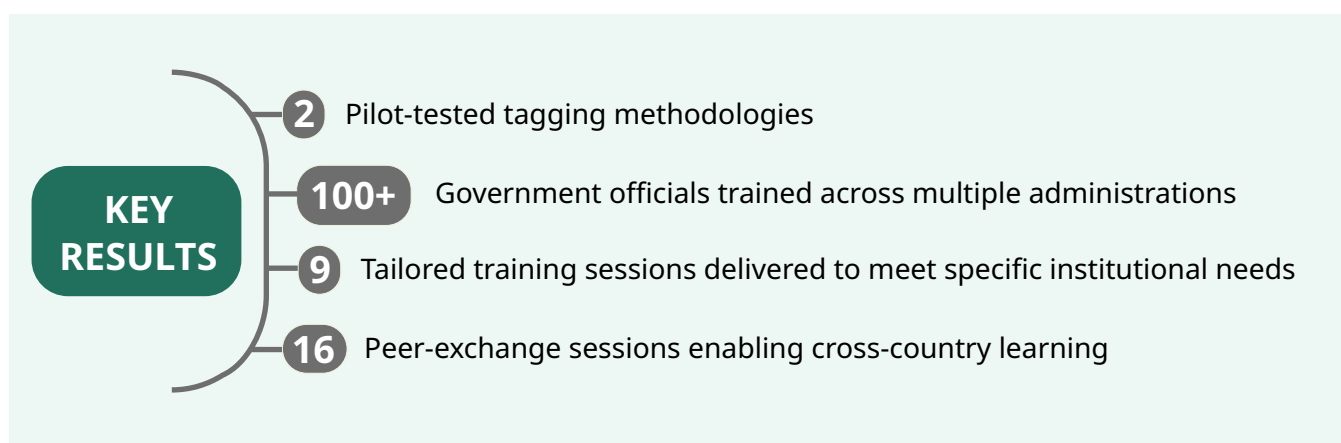 KEY
RESULTS
2 Pilot-tested tagging methodologies
100+ Government officials trained across multiple administrations
9 Tailored training sessions delivered to meet specific institutional needs
16 Peer-exchange sessions enabling cross-country learning